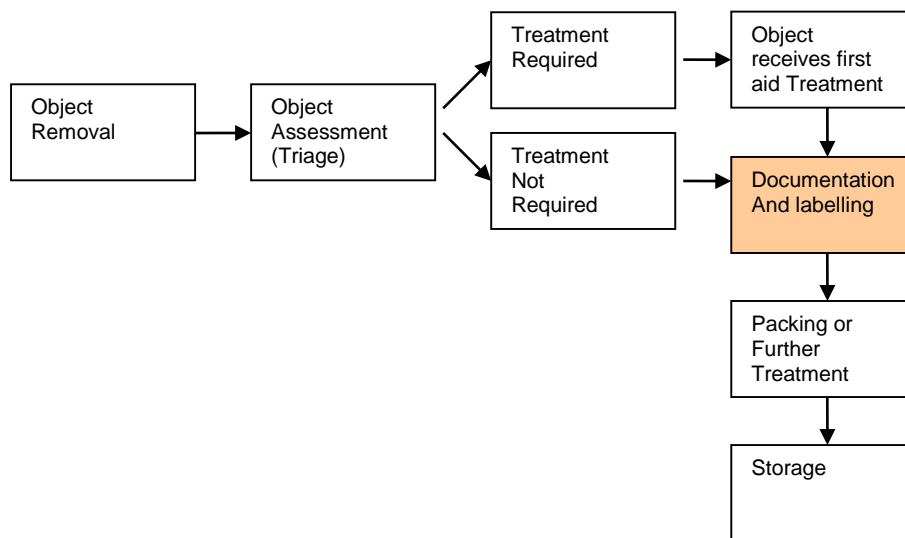 Object
Removal
Object
Assessment
(Triage)
Treatment
Required
Treatment
Not
Required
Object
receives first
aid Treatment
Documentation
And labelling
Packing or
Further
Treatment
Storage